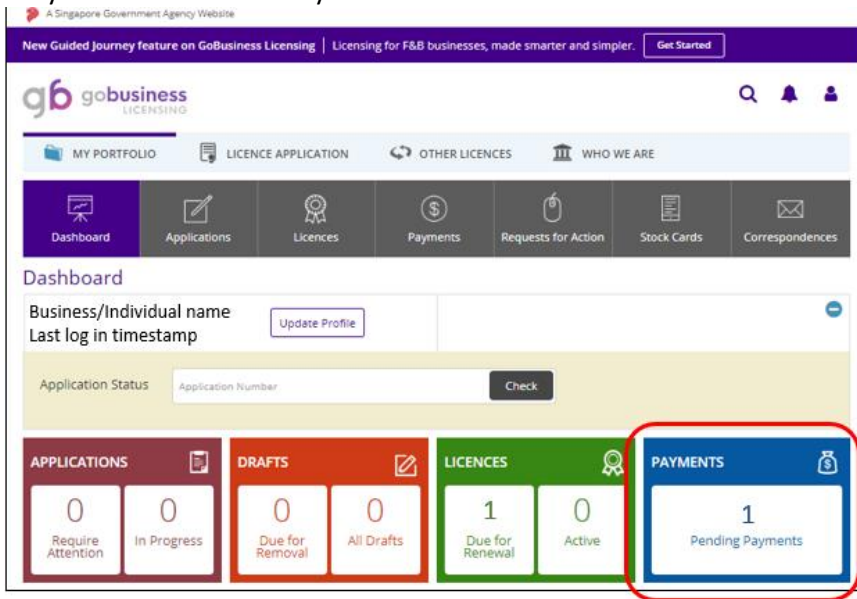 A Singapore Government Agency Website
New Guided Journey feature on GoBusiness Licensing | Licensing for F&B businesses, made smarter and simpler. Get Started
gb gobusiness
LICENSING
MY PORTFOLIO LICENCE APPLICATION OTHER LICENCES WHO WE ARE
Dashboard Applications Licences Payments Requests for Action Stock Cards Correspondences
Dashboard
Business/Individual name
Last log in timestamp
Update Profile
Application Status Application Number Check
APPLICATIONS DRAFTS LICENCES PAYMENTS
0 0 0 0 1 0 1
Require Attention In Progress Due for Removal All Drafts Due for Renewal Active Pending Payments